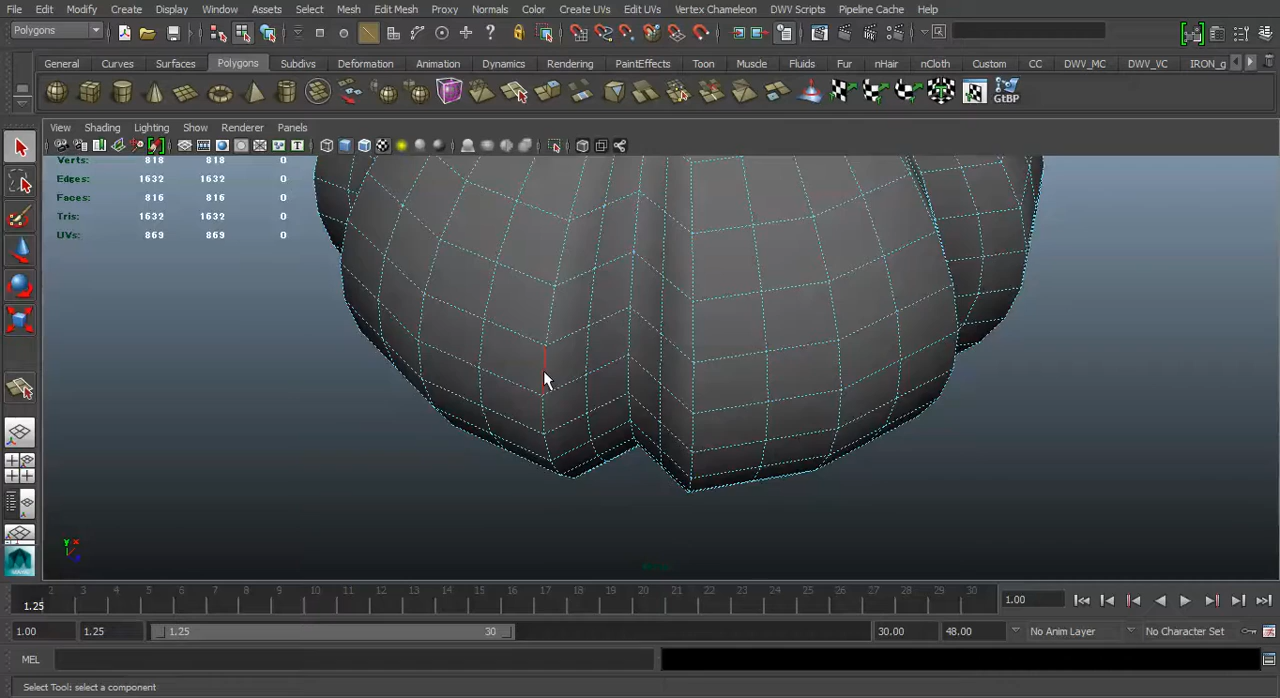 File Edit Modify Create Display Window Assets Select Mesh Edit Mesh Proxy Normals Color Create UVs Edit UVs Vertex Chameleon DWV Scripts Pipeline Cache Help
Polygons
General Curves Surfaces Polygons Subdivs Deformation Animation Dynamics Rendering PaintEffects Toon Muscle Fluids Fur nHair nCloth Custom CC DWV_MC DWV_VC IRON_g
GtBP
View Shading Lighting Show Renderer Panels
Verts: 818 818 0
Edges: 1632 1632 0
Faces: 816 816 0
Tris: 1632 1632 0
UVs: 869 869 0
2 3 4 5 6 7 8 9 10 11 12 13 14 15 16 17 18 19 20 21 22 23 24 25 26 27 28 29 30
1.25 1.00
1.00 1.25 1.25 30 30.00 48.00 No Anim Layer No Character Set
MEL
Select Tool: select a component